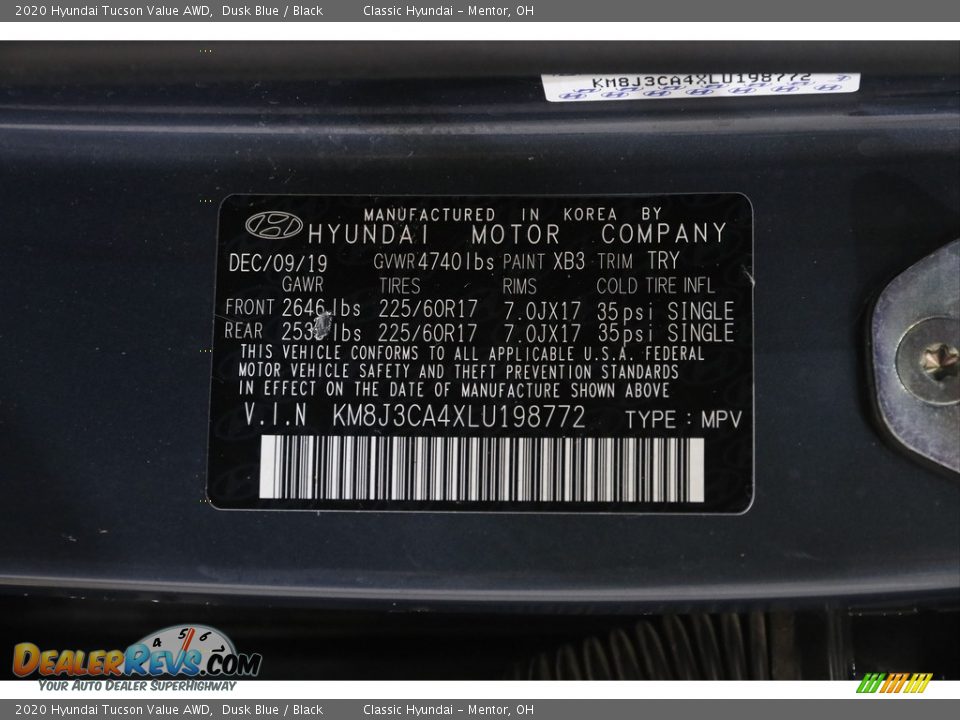 2020 Hyundai Tucson Value AWD, Dusk Blue / Black Classic Hyundai - Mentor, OH
KM8J3CA4XLU198772
MANUFACTURED IN KOREA BY
HYUNDAI MOTOR COMPANY
DEC/09/19 GVWR 4740lbs PAINT XB3 TRIM TRY
GAWR TIRES RIMS COLD TIRE INFL
FRONT 2646 lbs 225/60R17 7.0JX17 35psi SINGLE
REAR lbs 225/60R17 7.0JX17 35psi SINGLE
THIS VEHICLE CONFORMS TO ALL APPLICABLE U.S.A. FEDERAL
MOTOR VEHICLE SAFETY AND THEFT PREVENTION STANDARDS
IN EFFECT ON THE DATE OF MANUFACTURE SHOWN ABOVE
V.I.N KM8J3CA4XLU198772 TYPE : MPV
4 5 6
DealerRevs.com
Your Auto Dealer SuperHighway
2020 Hyundai Tucson Value AWD, Dusk Blue / Black Classic Hyundai - Mentor, OH